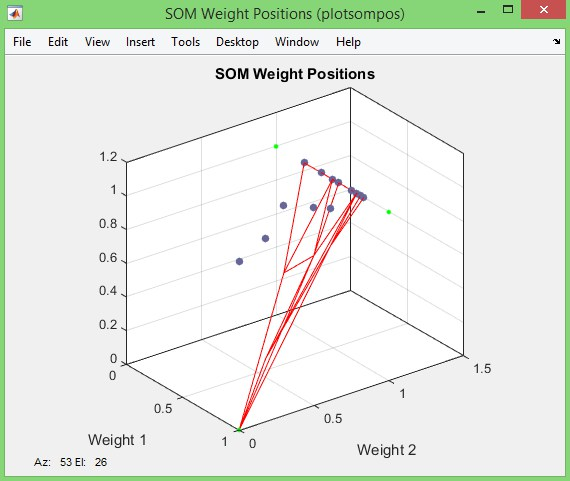 SOM Weight Positions (plotsompos)
File Edit View Insert Tools Desktop Window Help
SOM Weight Positions
1.2
1
0.8
0.6
0.4
0.2
0
0
0.5
1
0
0.5
1
1.5
Weight 1
Weight 2
Az: 53 El: 26